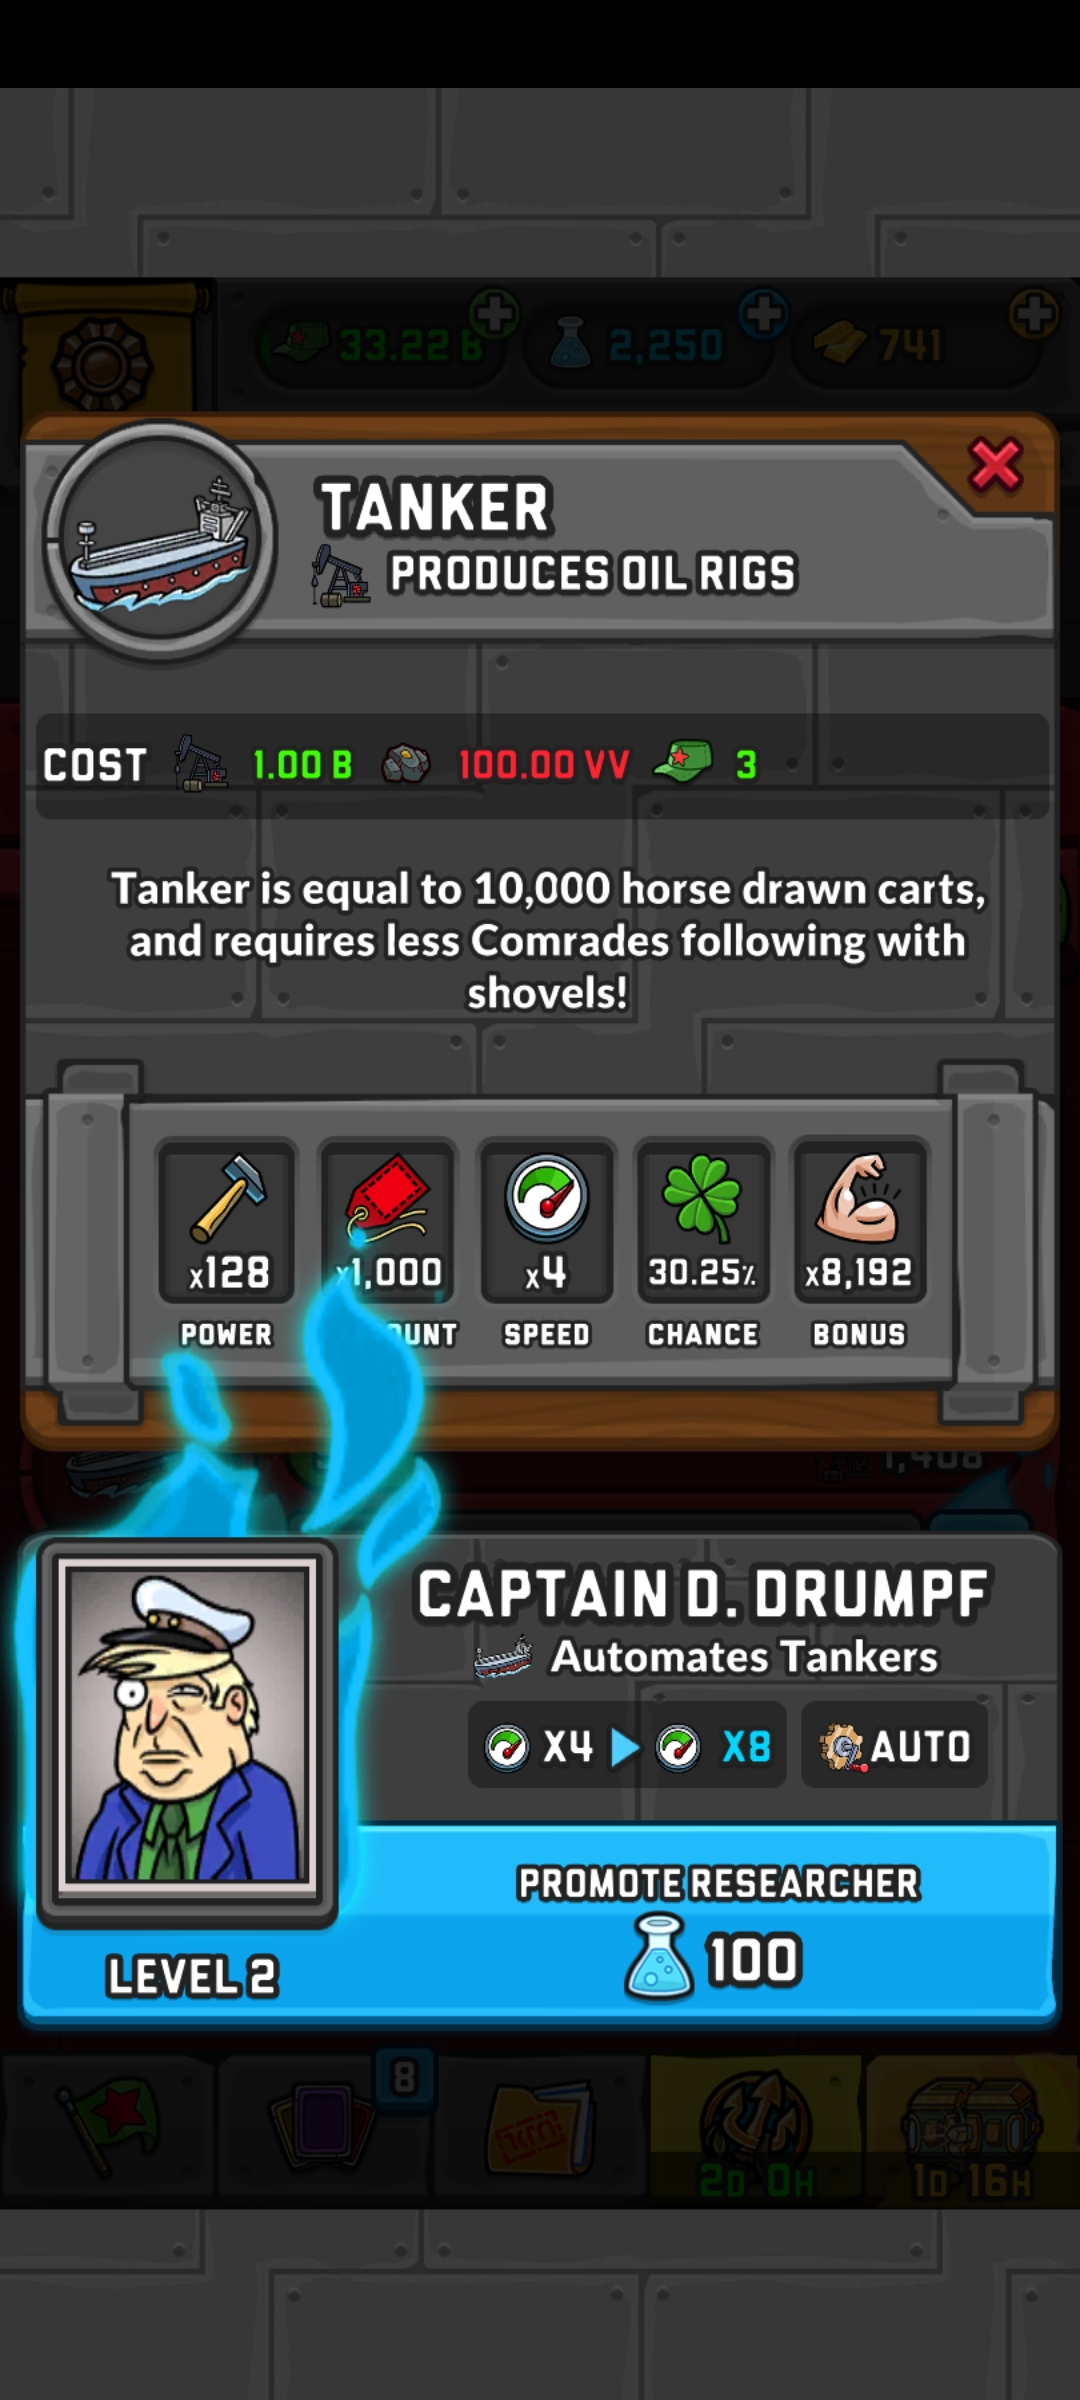 33.22 B
2,250
741
TANKER
PRODUCES OIL RIGS
COST 1.00 B 100.00 VV 3
Tanker is equal to 10,000 horse drawn carts,
and requires less Comrades following with
shovels!
x128 x1,000 x4 30.25% x8,192
POWER OUNT SPEED CHANCE BONUS
1,408
CAPTAIN D. DRUMPF
Automates Tankers
X4 X8 AUTO
PROMOTE RESEARCHER
100
LEVEL 2
8
2D 0H
1D 16H